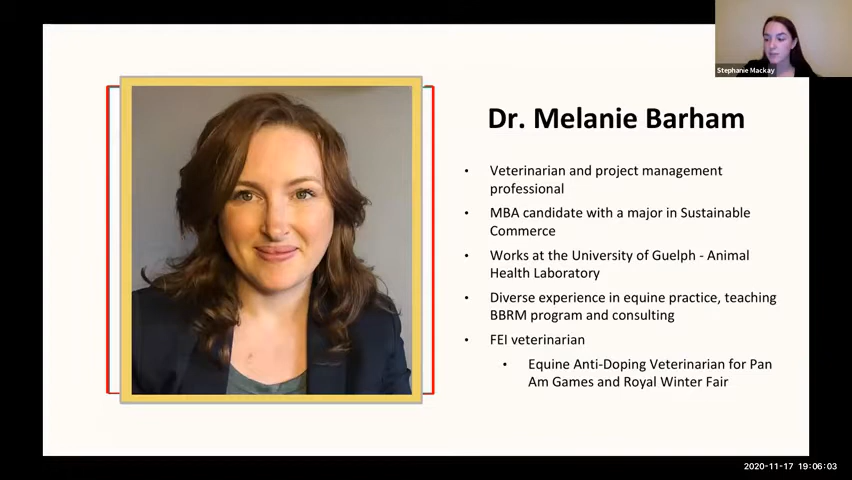 Stephanie Mackay
Dr. Melanie Barham
• Veterinarian and project management
professional
• MBA candidate with a major in Sustainable
Commerce
• Works at the University of Guelph - Animal
Health Laboratory
• Diverse experience in equine practice, teaching
BBRM program and consulting
• FEI veterinarian
• Equine Anti-Doping Veterinarian for Pan
Am Games and Royal Winter Fair
2020-11-17 19:06:03